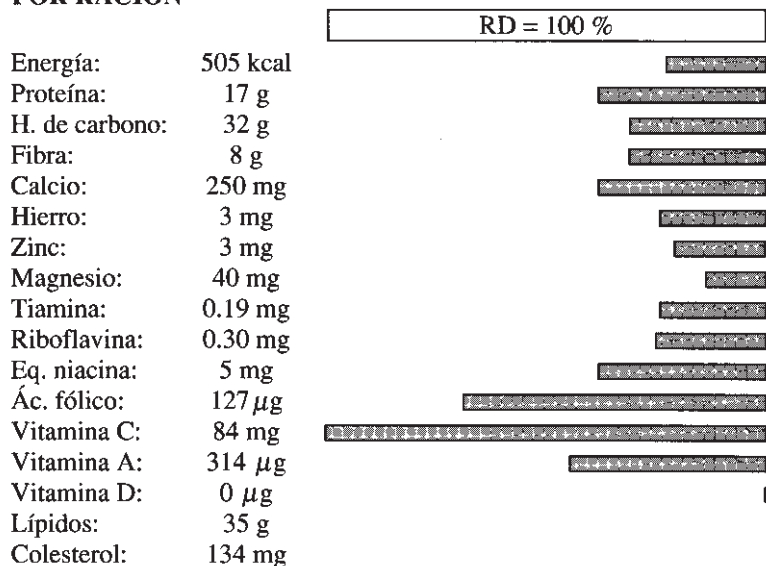 POR RACIÓN
RD = 100 %
Energía: 505 kcal
Proteína: 17 g
H. de carbono: 32 g
Fibra: 8 g
Calcio: 250 mg
Hierro: 3 mg
Zinc: 3 mg
Magnesio: 40 mg
Tiamina: 0.19 mg
Riboflavina: 0.30 mg
Eq. niacina: 5 mg
Ác. fólico: 127 μg
Vitamina C: 84 mg
Vitamina A: 314 μg
Vitamina D: 0 μg
Lípidos: 35 g
Colesterol: 134 mg